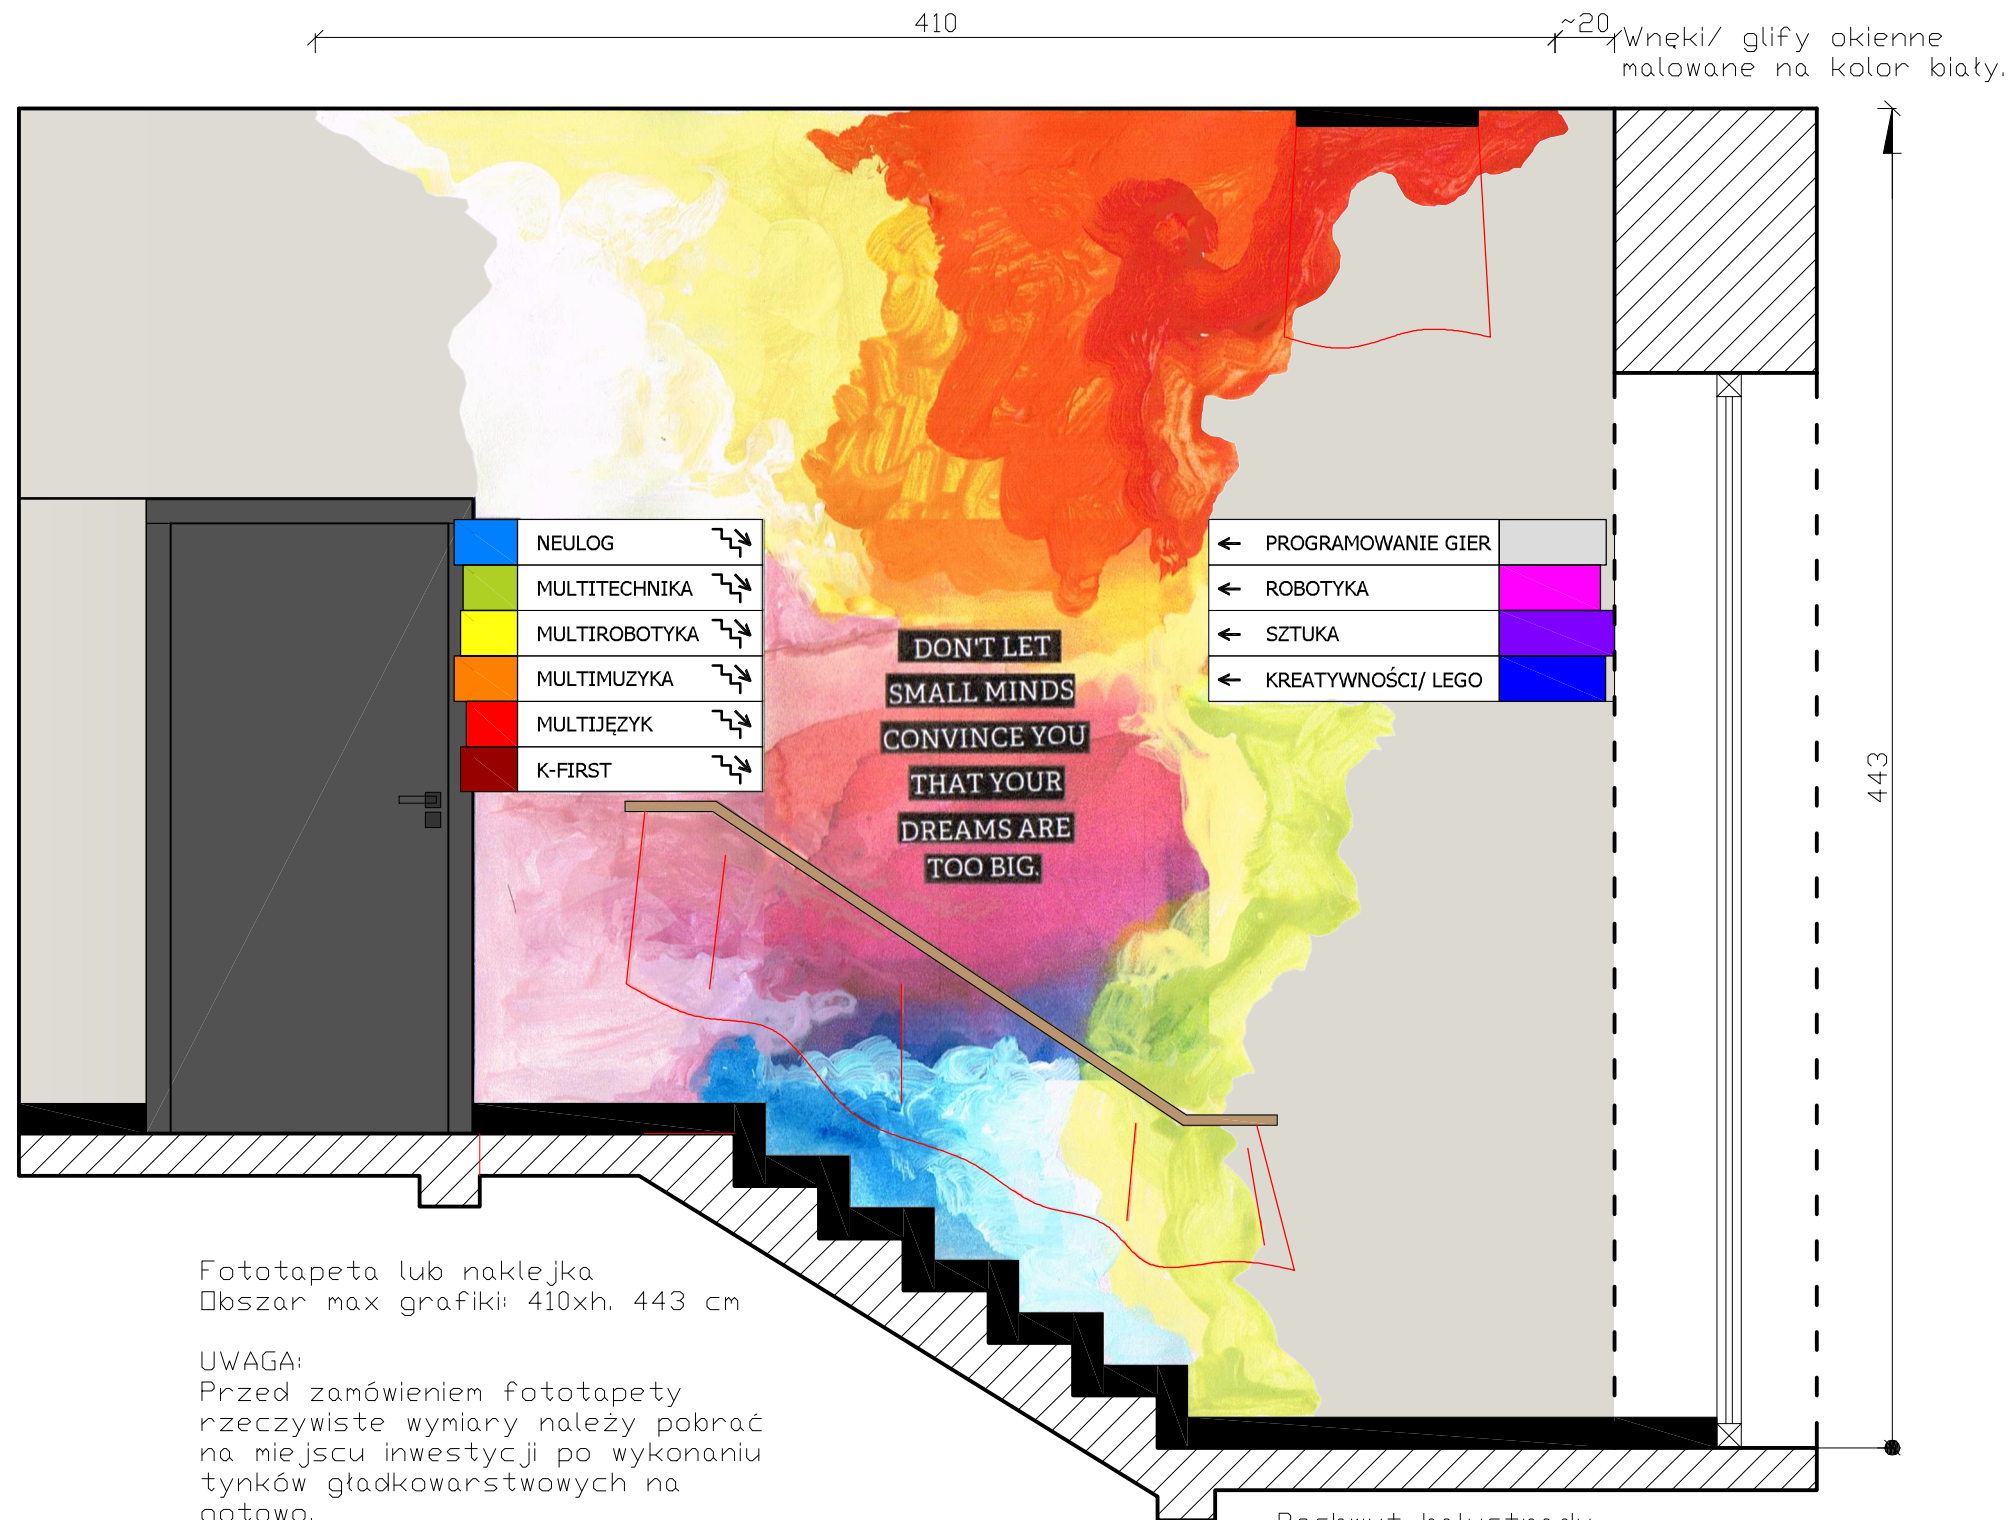 410
~20
Wnęki/ glify okienne
malowane na kolor biały.
NEULOG
MULTITECHNIKA
MULTIROBOTYKA
MULTIMUZYKA
MULTIJĘZYK
K-FIRST
PROGRAMOWANIE GIER
ROBOTYKA
SZTUKA
KREATYWNOŚCI/ LEGO
DON'T LET
SMALL MINDS
CONVINCE YOU
THAT YOUR
DREAMS ARE
TOO BIG.
443
Fototapeta lub naklejka
Obszar max grafiki: 410xh. 443 cm
UWAGA:
Przed zamówieniem fototapety
rzeczywiste wymiary należy pobrać
na miejscu inwestycji po wykonaniu
tynków gładkowarstwowych na
gotowo.